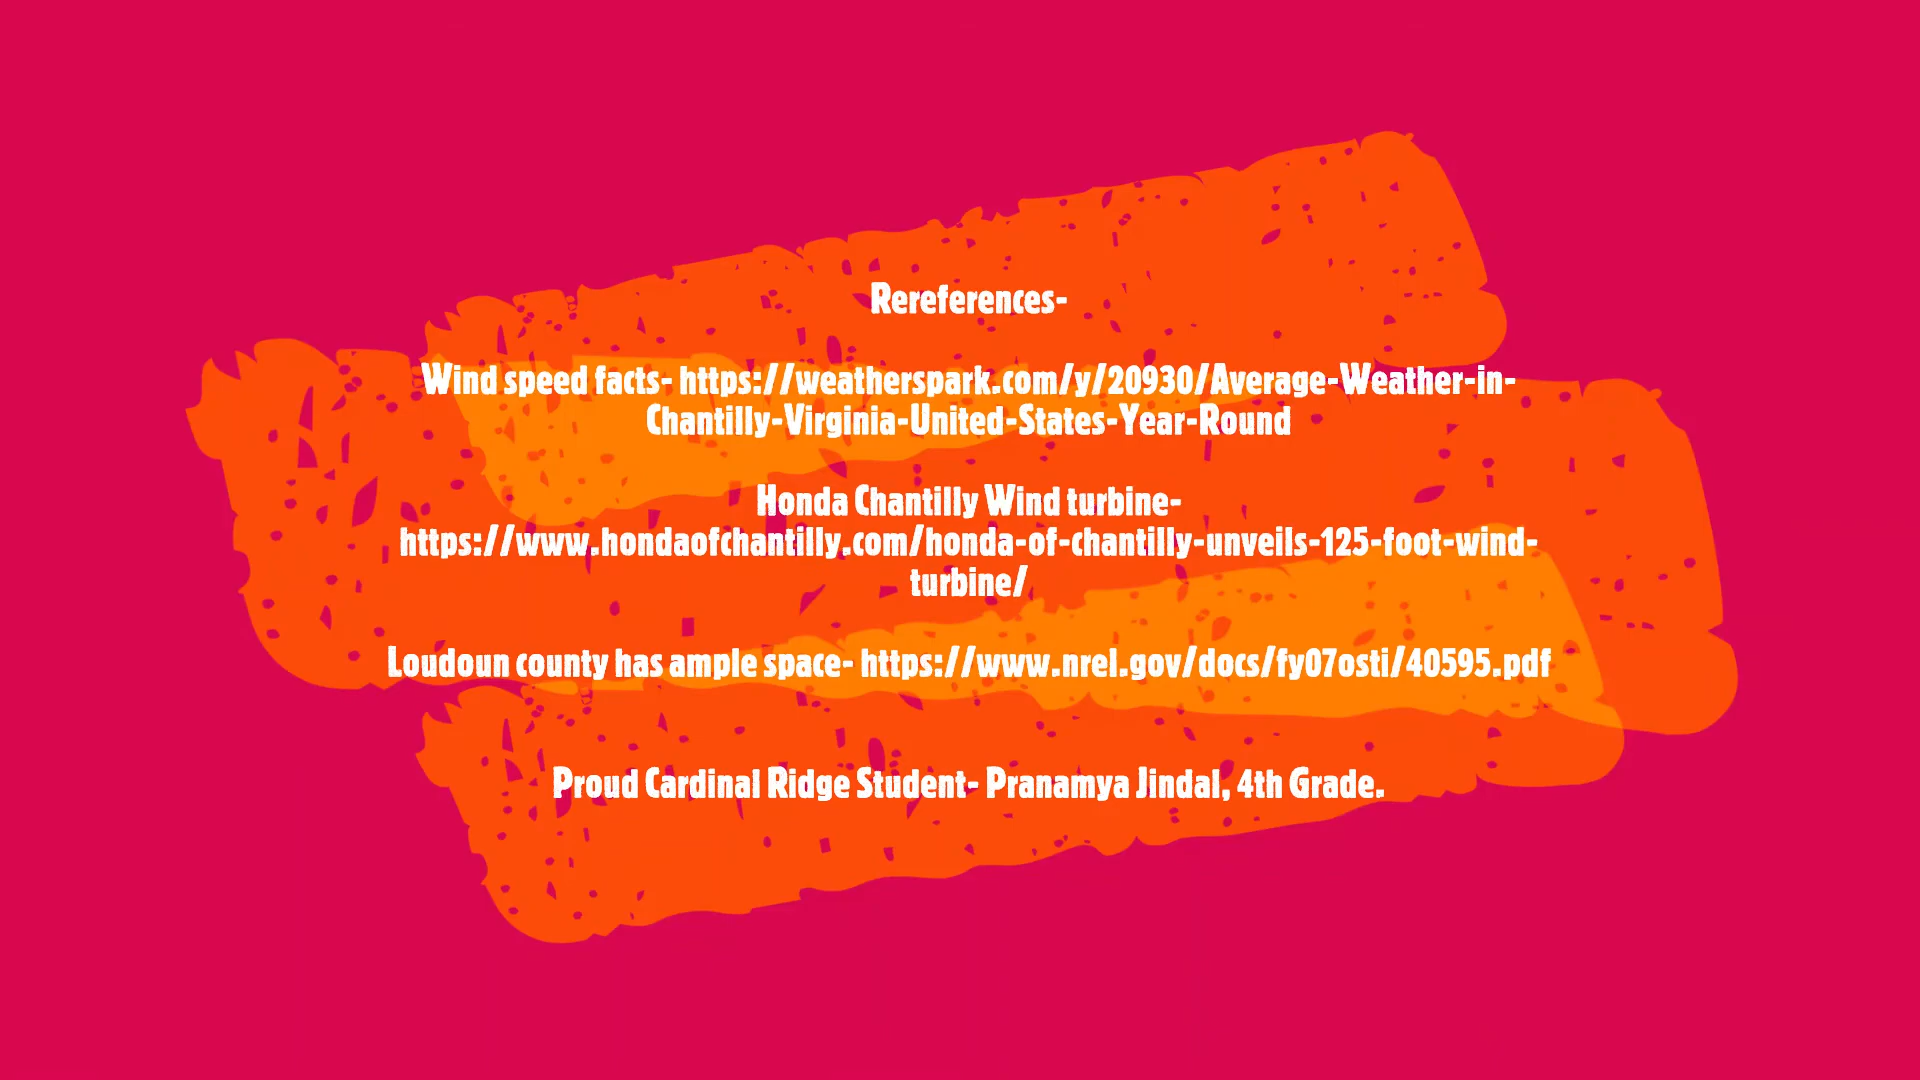 Rereferences-
Wind speed facts- https://weatherspark.com/y/20930/Average-Weather-in-
Chantilly-Virginia-United-States-Year-Round
Honda Chantilly Wind turbine-
https://www.hondaofchantilly.com/honda-of-chantilly-unveils-125-foot-wind-
turbine/
Loudoun county has ample space- https://www.nrel.gov/docs/fy07osti/40595.pdf
Proud Cardinal Ridge Student- Pranamya Jindal, 4th Grade.